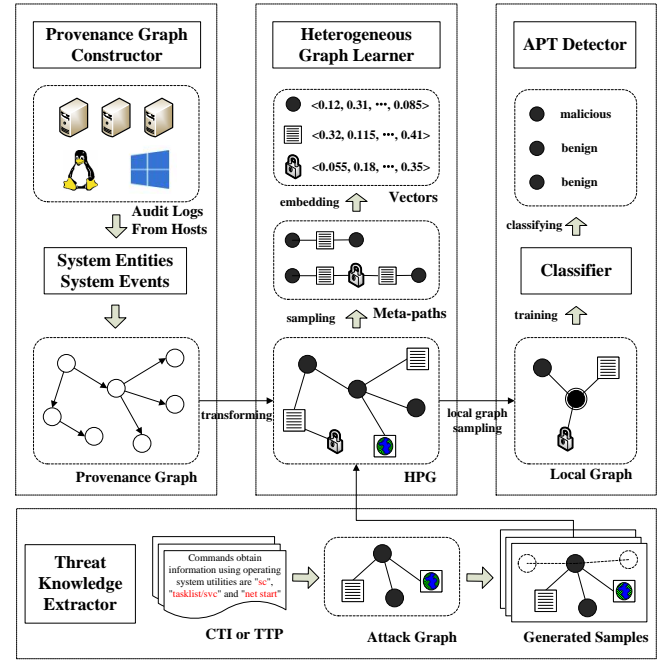 Provenance Graph
Constructor
Audit Logs
From Hosts
System Entities
System Events
Provenance Graph
transforming
Heterogeneous
Graph Learner
<0.12, 0.31, ···, 0.085>
<0.32, 0.115, ···, 0.41>
<0.055, 0.18, ···, 0.35>
embedding
Vectors
sampling
Meta-paths
HPG
local graph
sampling
APT Detector
malicious
benign
benign
classifying
Classifier
training
Local Graph
Threat
Knowledge
Extractor
Commands obtain
information using operating
system utilities are "sc",
"tasklist/svc" and "net start"
CTI or TTP
Attack Graph
Generated Samples